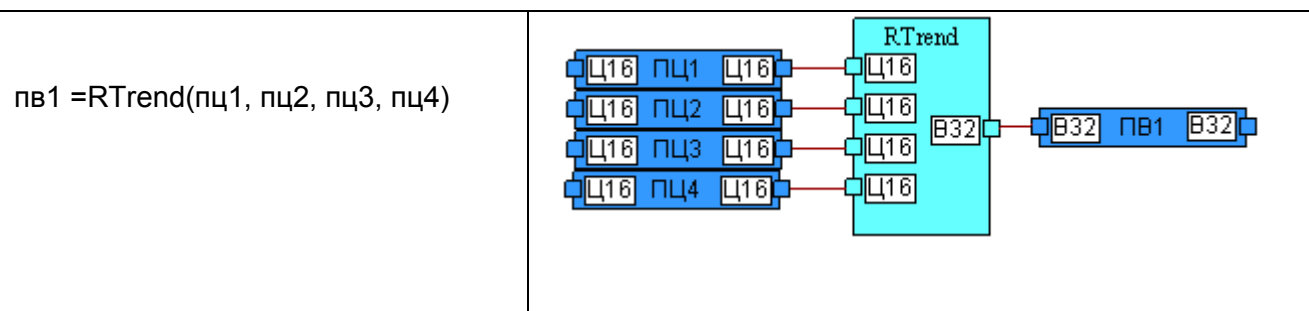 пв1 =RTrend(пц1, пц2, пц3, пц4)
RTrend
Ц16 ПЦ1 Ц16 Ц16
Ц16 ПЦ2 Ц16 Ц16
В32 В32 ПВ1 В32
Ц16 ПЦ3 Ц16 Ц16
Ц16 ПЦ4 Ц16 Ц16